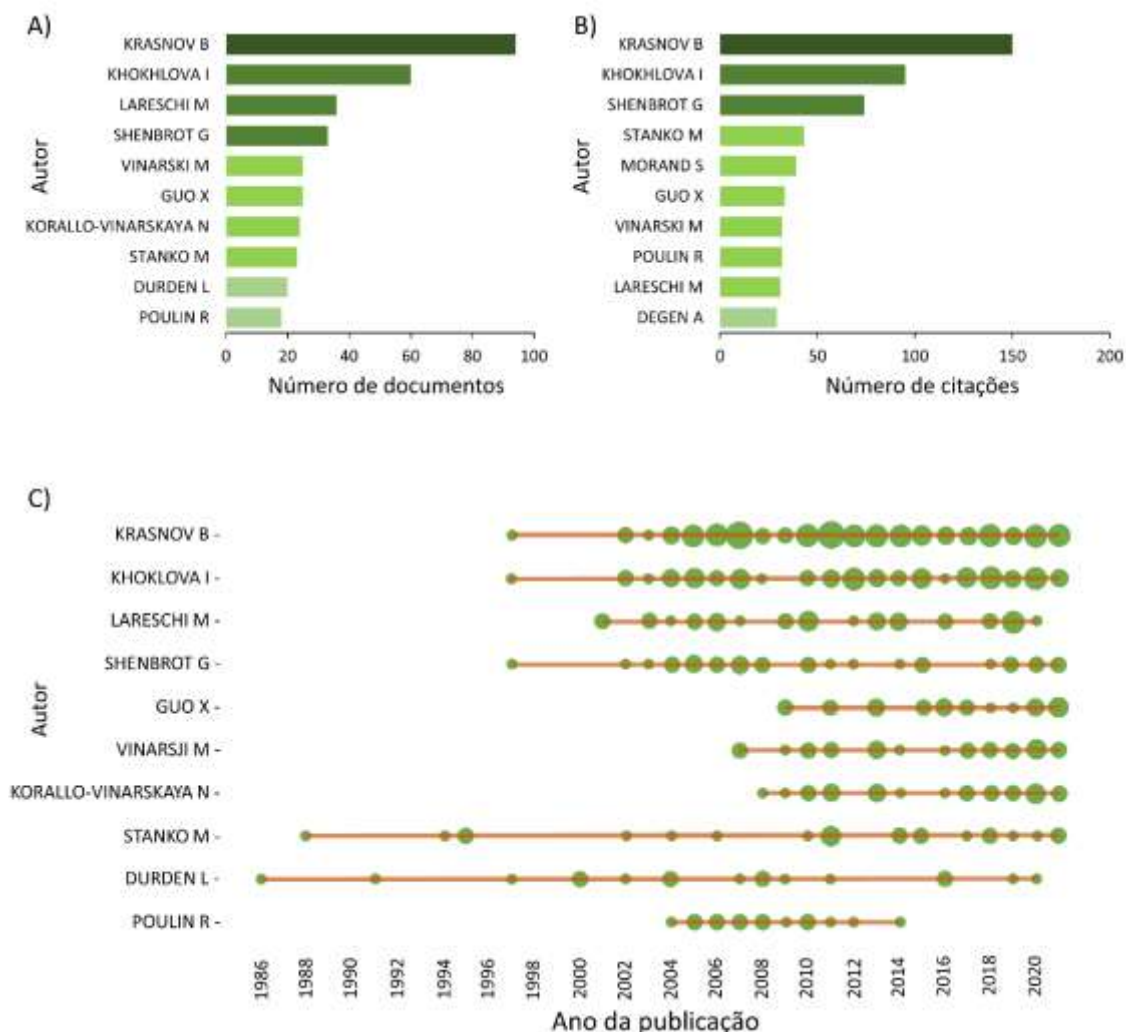 A)
Autor
KRASNOV B
KHOKHLOVA I
LARESCHI M
SHENBROT G
VINARSKI M
GUO X
KORALLO-VINARSKAYA N
STANKO M
DURDEN L
POULIN R
0 20 40 60 80 100
Número de documentos
B)
Autor
KRASNOV B
KHOKHLOVA I
SHENBROT G
STANKO M
MORAND S
GUO X
VINARSKI M
POULIN R
LARESCHI M
DEGEN A
0 50 100 150 200
Número de citações
C)
Autor
KRASNOV B -
KHOKLOVA I -
LARESCHI M -
SHENBROT G -
GUO X -
VINARSJI M -
KORALLO-VINARSKAYA N -
STANKO M -
DURDEN L -
POULIN R -
1986 1988 1990 1992 1994 1995 1996 1998 2000 2002 2004 2006 2008 2010 2012 2014 2016 2018 2020
Ano da publicação